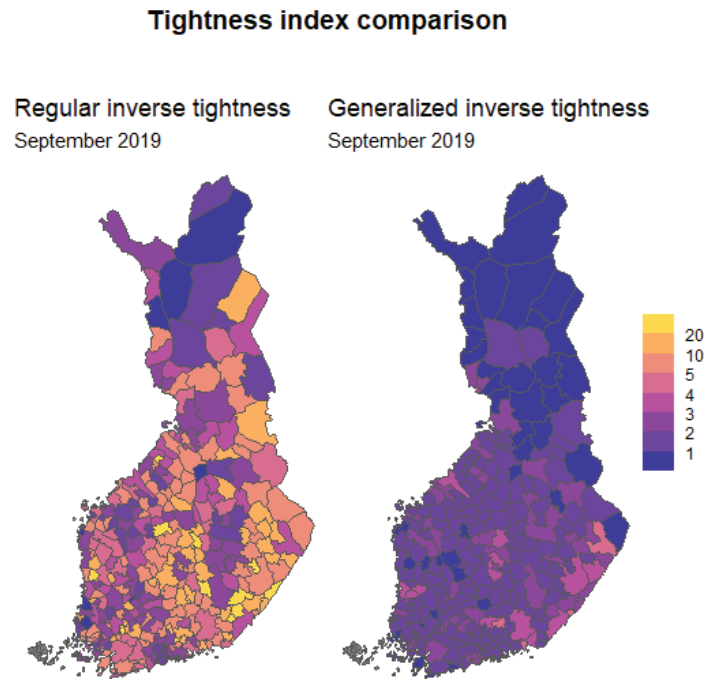 Tightness index comparison
Regular inverse tightness
September 2019
Generalized inverse tightness
September 2019
20
10
5
4
3
2
1